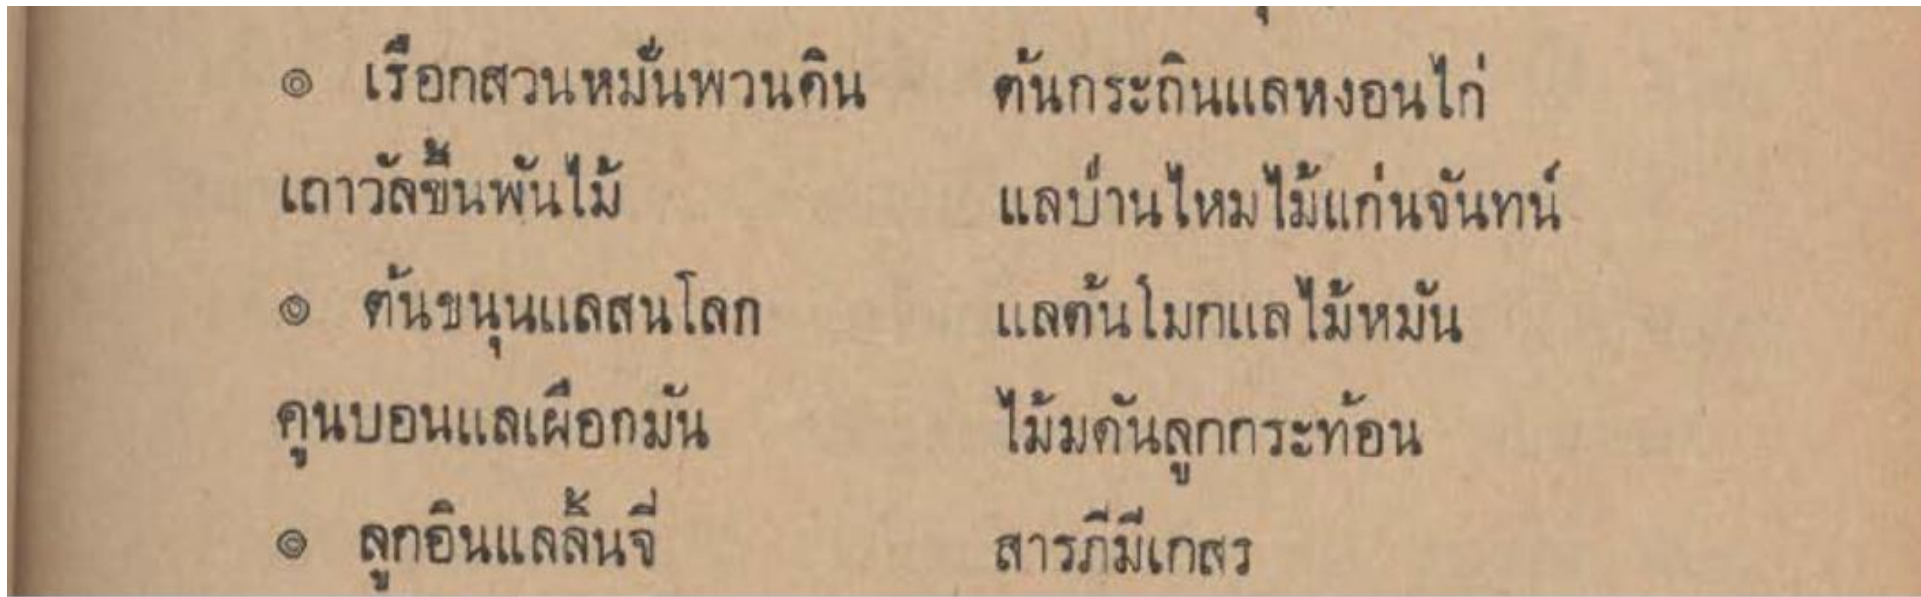 ๏ เรือกสวนหมั่นพวนดิน ต้นกระถินแลหงอนไก่
เถาวัลขึ้นพันไม้ แลบ่านไหมไม้แก่นจันทน์
๏ ต้นขนุนแลสนโลก แลต้นโมกแลไม้หมัน
คูนบอนแลเผือกมัน ไม้มดันลูกกระท้อน
๏ ลูกอินแลลิ้นจี่ สารภีมีเกสร